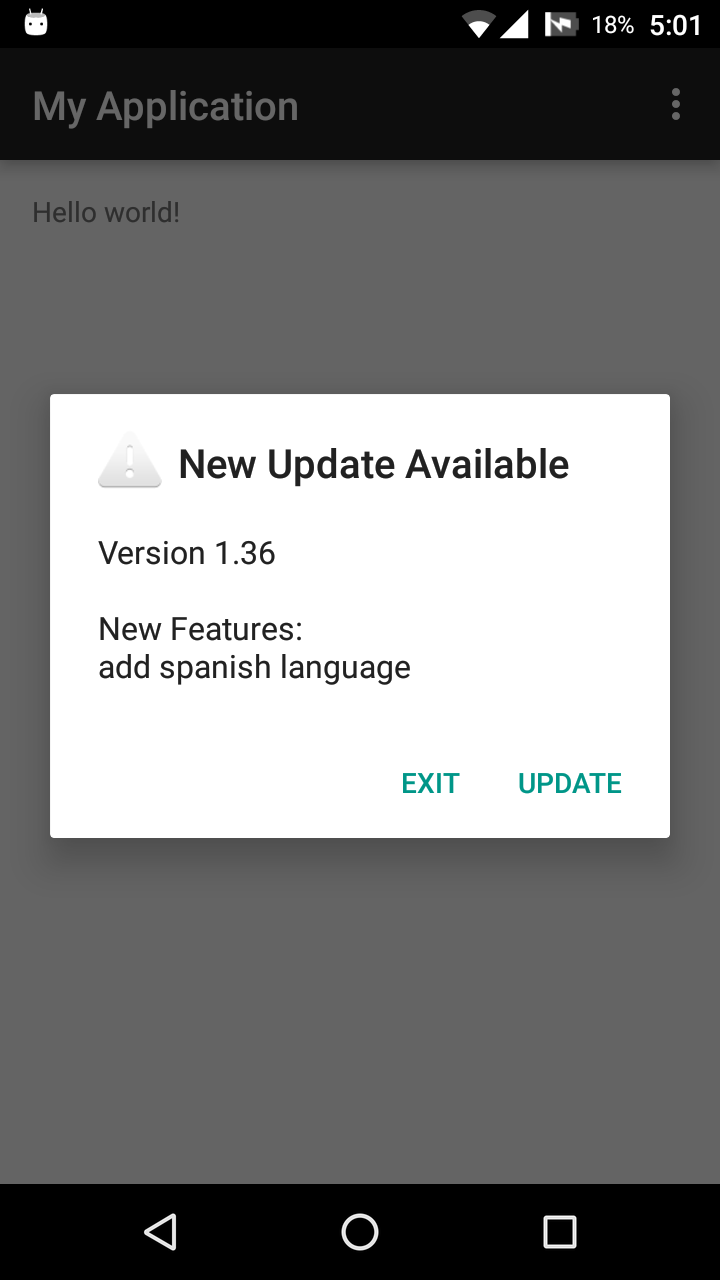 18% 5:01
My Application
Hello world!
New Update Available
Version 1.36
New Features:
add spanish language
EXIT UPDATE